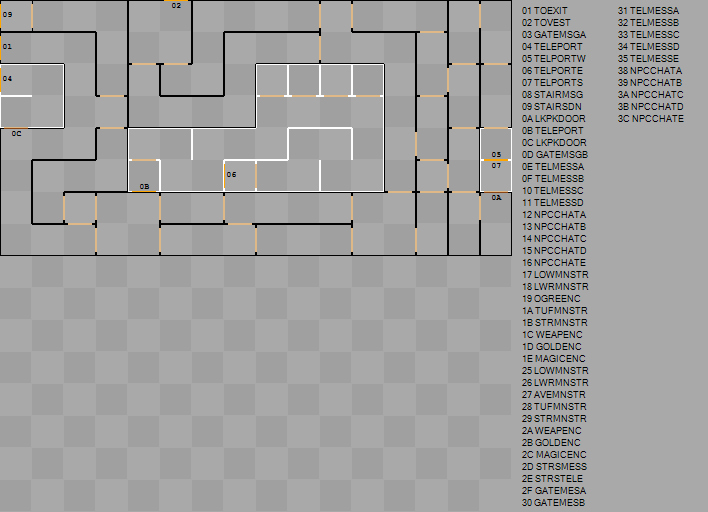 02
09
01
04
0C
05
07
06
0B
0A
01 TOEXIT
02 TOVEST
03 GATEMSGA
04 TELEPORT
05 TELPORTW
06 TELPORTE
07 TELPORTS
08 STAIRMSG
09 STAIRSDN
0A LKPKDOOR
0B TELEPORT
0C LKPKDOOR
0D GATEMSGB
0E TELMESSA
0F TELMESSB
10 TELMESSC
11 TELMESSD
12 NPCCHATA
13 NPCCHATB
14 NPCCHATC
15 NPCCHATD
16 NPCCHATE
17 LOWMNSTR
18 LWRMNSTR
19 OGREENC
1A TUFMNSTR
1B STRMNSTR
1C WEAPENC
1D GOLDENC
1E MAGICENC
25 LOWMNSTR
26 LWRMNSTR
27 AVEMNSTR
28 TUFMNSTR
29 STRMNSTR
2A WEAPENC
2B GOLDENC
2C MAGICENC
2D STRSMESS
2E STRSTELE
2F GATEMESA
30 GATEMESB
31 TELMESSA
32 TELMESSB
33 TELMESSC
34 TELMESSD
35 TELMESSE
38 NPCCHATA
39 NPCCHATB
3A NPCCHATC
3B NPCCHATD
3C NPCCHATE